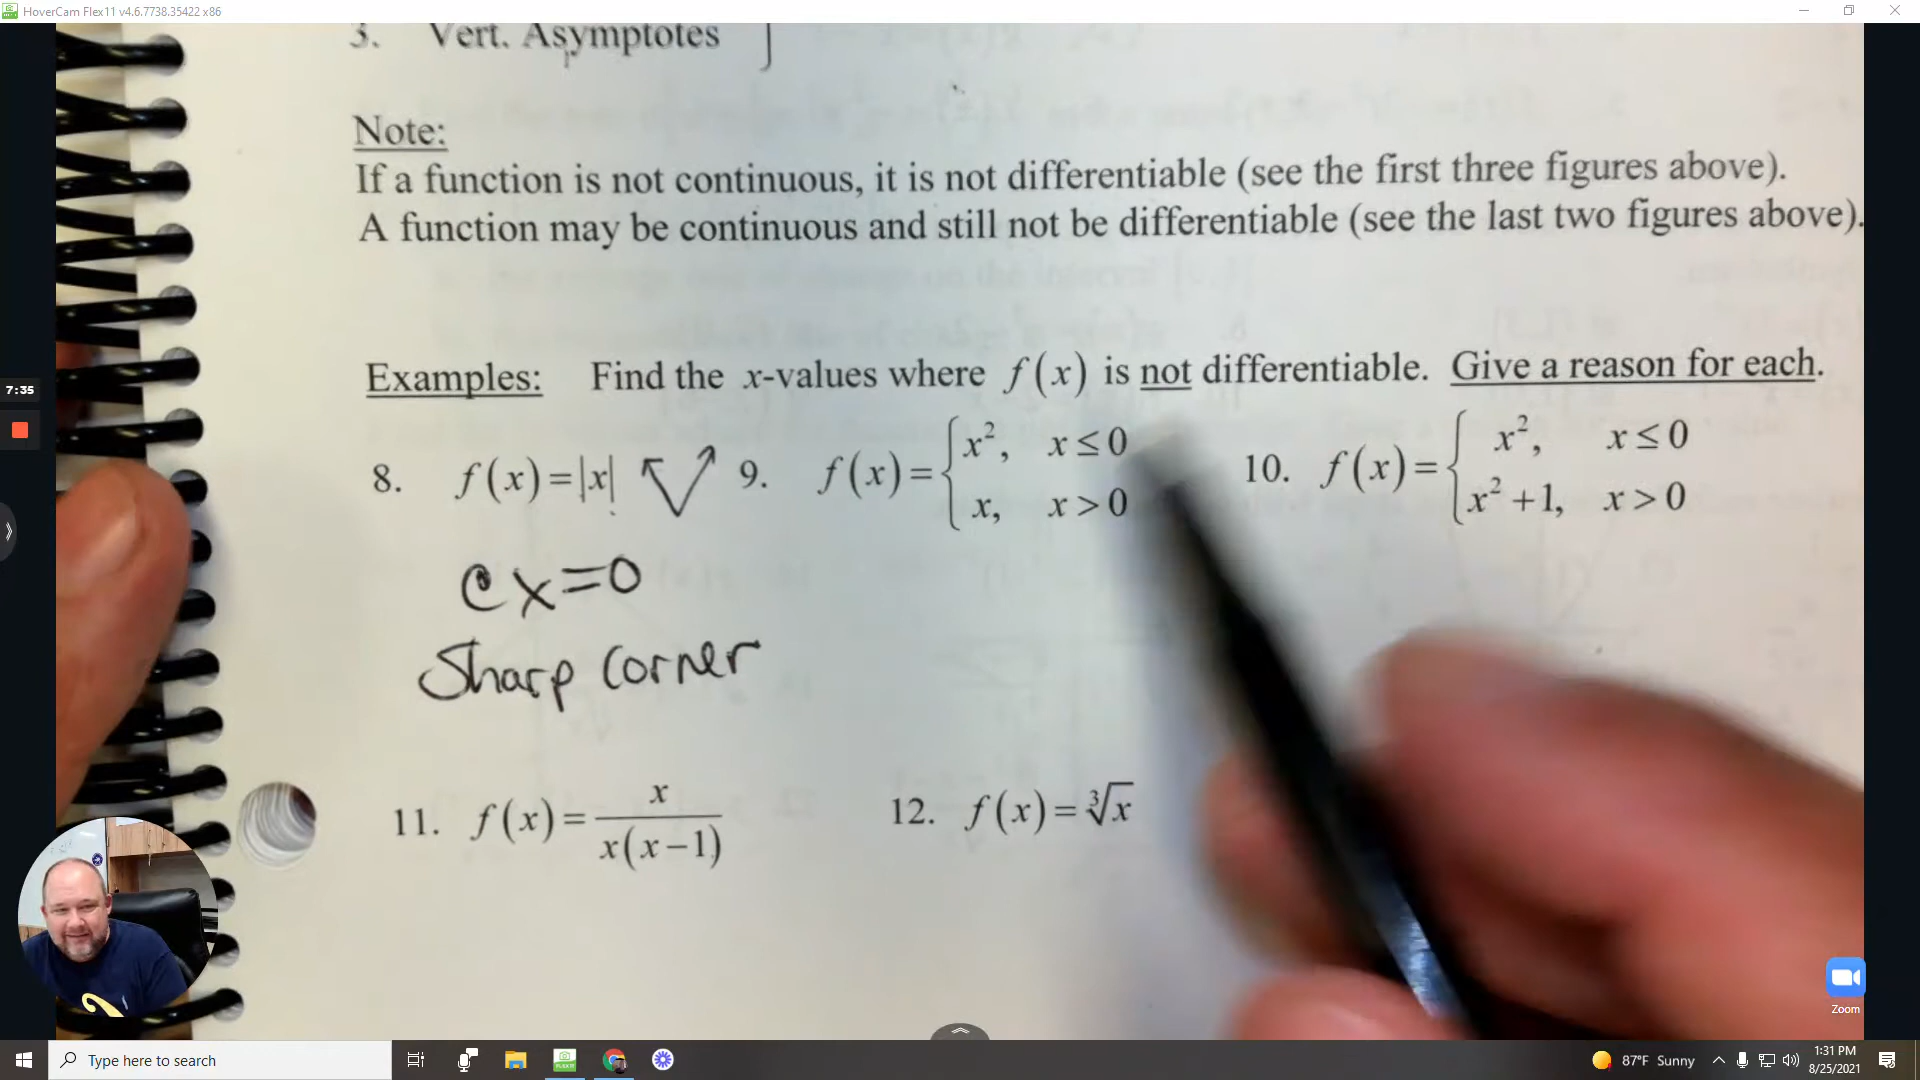 HoverCam Flex11 v4.6.7738.35422 x86
3. Vert. Asymptotes
Note:
If a function is not continuous, it is not differentiable (see the first three figures above).
A function may be continuous and still not be differentiable (see the last two figures above).
Examples: Find the x-values where f(x) is not differentiable. Give a reason for each.
8. f(x)=|x|
9. f(x)={x², x≤0
x, x>0
10. f(x)={x², x≤0
x²+1, x>0
@ x=0
Sharp Corner
11. f(x)=x/x(x−1)
12. f(x)=∛x
7:35
Zoom
Type here to search
87°F Sunny
1:31 PM
8/25/2021